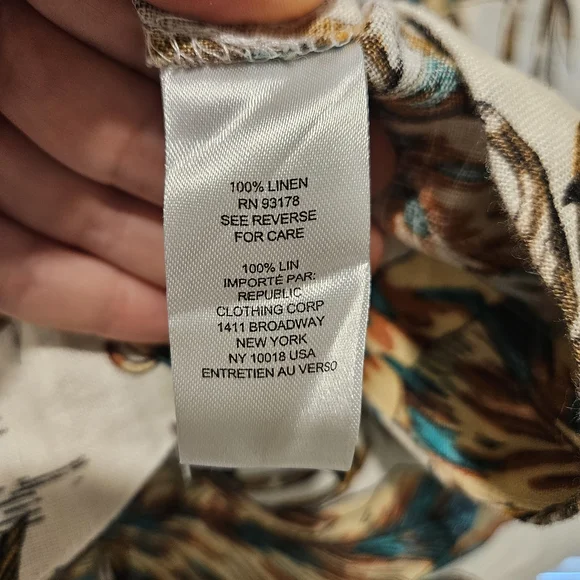 100% LINEN
RN 93178
SEE REVERSE
FOR CARE
100% LIN
IMPORTÉ PAR:
REPUBLIC
CLOTHING CORP
1411 BROADWAY
NEW YORK
NY 10018 USA
ENTRETIEN AU VERSO